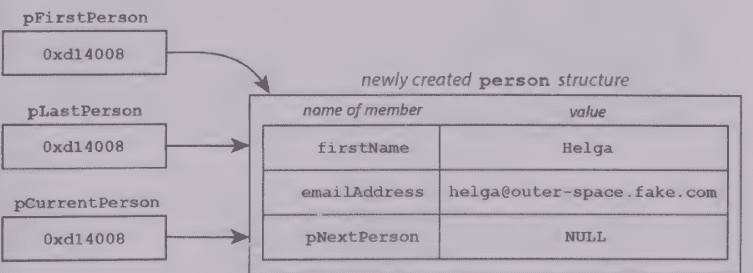 pFirstPerson
0xd14008
newly created person structure
pLastPerson
0xd14008
name of member value
firstName Helga
emailAddress helga@outer-space.fake.com
pCurrentPerson
0xd14008
pNextPerson NULL